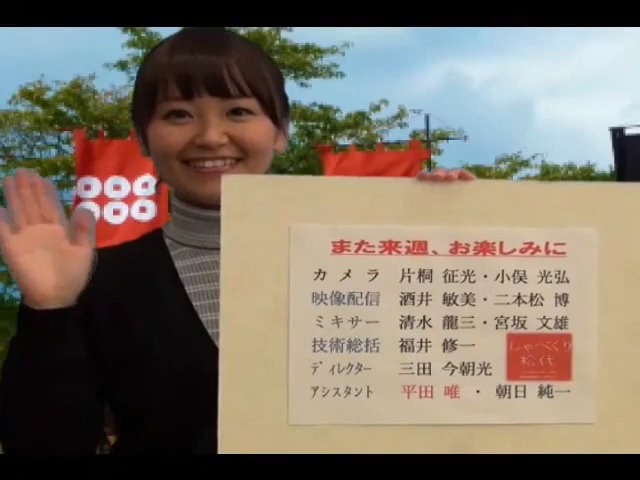 また来週、お楽しみに
カメラ 片桐 征光・小俣 光弘
映像配信 酒井 敏美・二本松 博
ミキサー 清水 龍三・宮坂 文雄
技術総括 福井 修一
ディレクター 三田 今朝光
アシスタント 平田 唯・朝日 純一
しゃべくり
松代